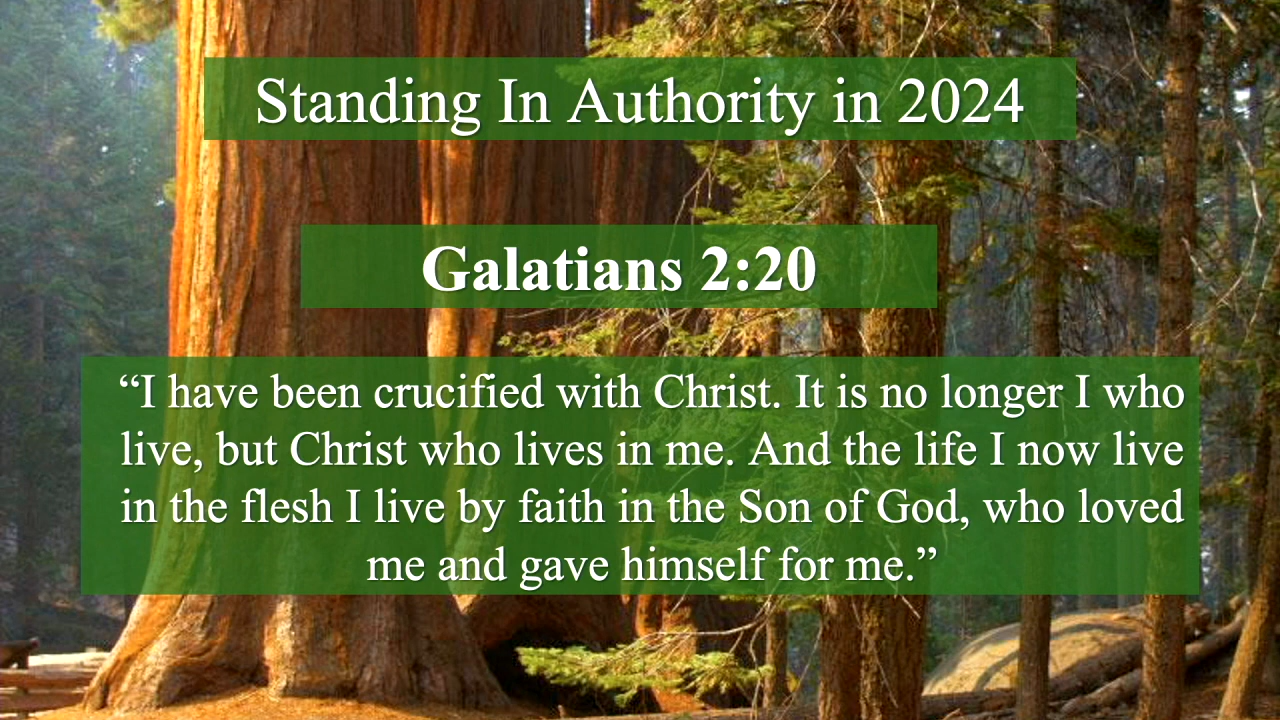 Standing In Authority in 2024
Galatians 2:20
“I have been crucified with Christ. It is no longer I who
live, but Christ who lives in me. And the life I now live
in the flesh I live by faith in the Son of God, who loved
me and gave himself for me.”